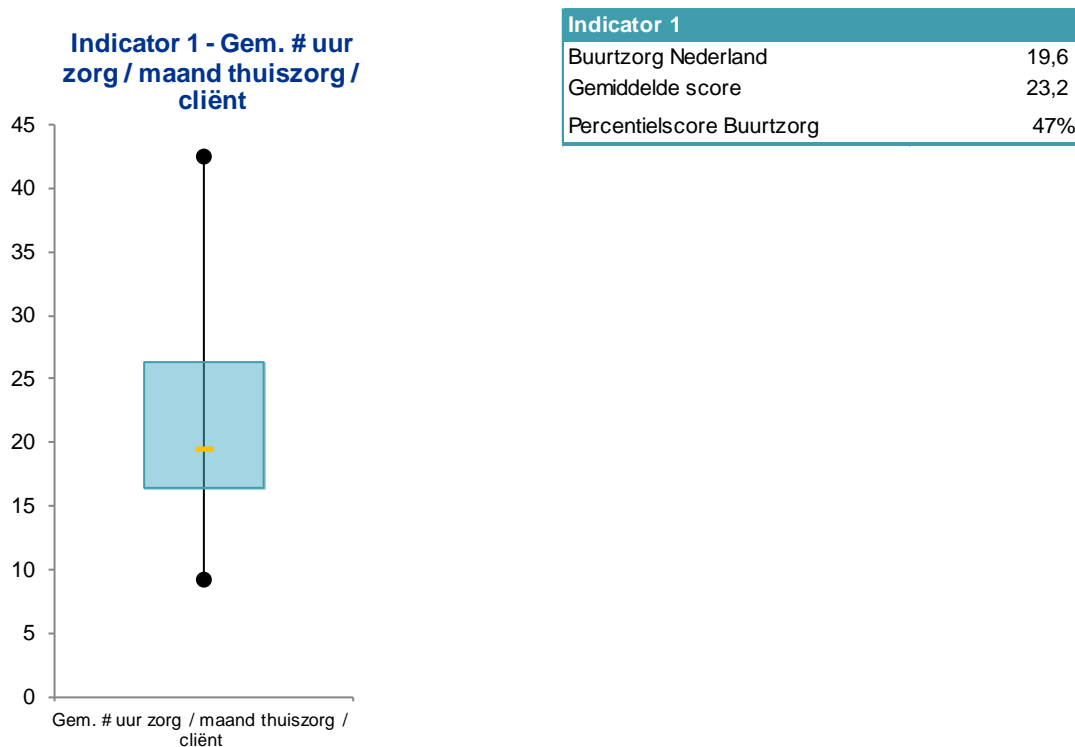 Indicator 1 - Gem. # uur
zorg / maand thuiszorg /
cliënt
45
40
35
30
25
20
15
10
5
0
Gem. # uur zorg / maand thuiszorg /
cliënt
Indicator 1
Buurtzorg Nederland 19,6
Gemiddelde score 23,2
Percentielscore Buurtzorg 47%